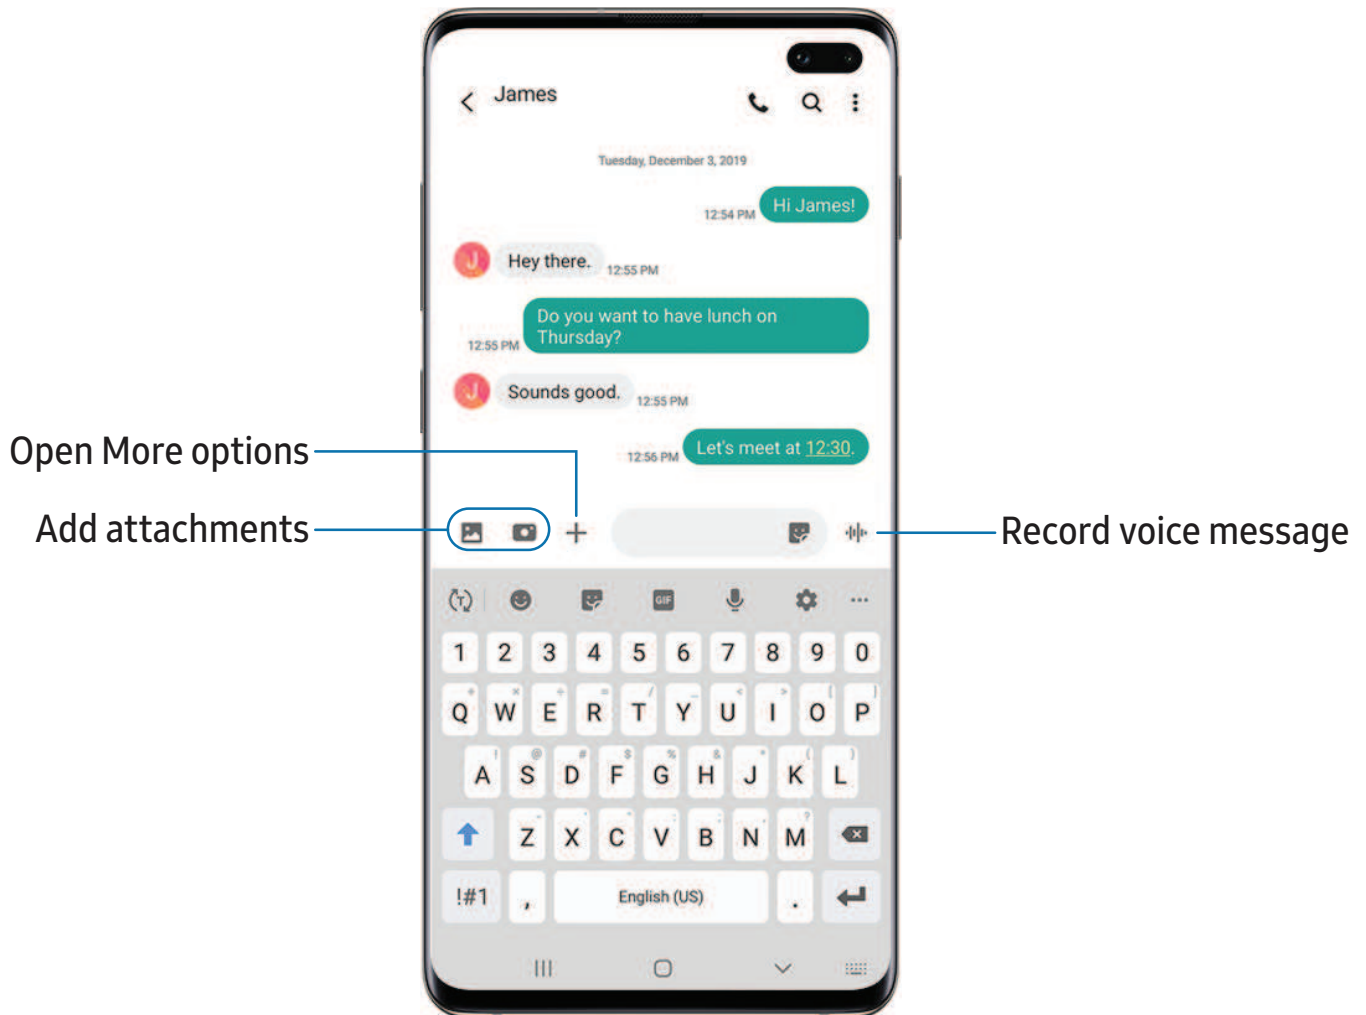 James
Tuesday, December 3, 2019
Hi James!
12:54 PM
J
Hey there.
12:55 PM
Do you want to have lunch on
Thursday?
12:55 PM
J
Sounds good.
12:55 PM
Let's meet at 12:30.
12:56 PM
Open More options
Add attachments
Record voice message
T
GIF
1 2 3 4 5 6 7 8 9 0
+ × ÷ = / _ < > [ ]
Q W E R T Y U I O P
! @ # $ % & * ( )
A S D F G H J K L
- ' " : ; , ?
Z X C V B N M
!#1 , English (US) .